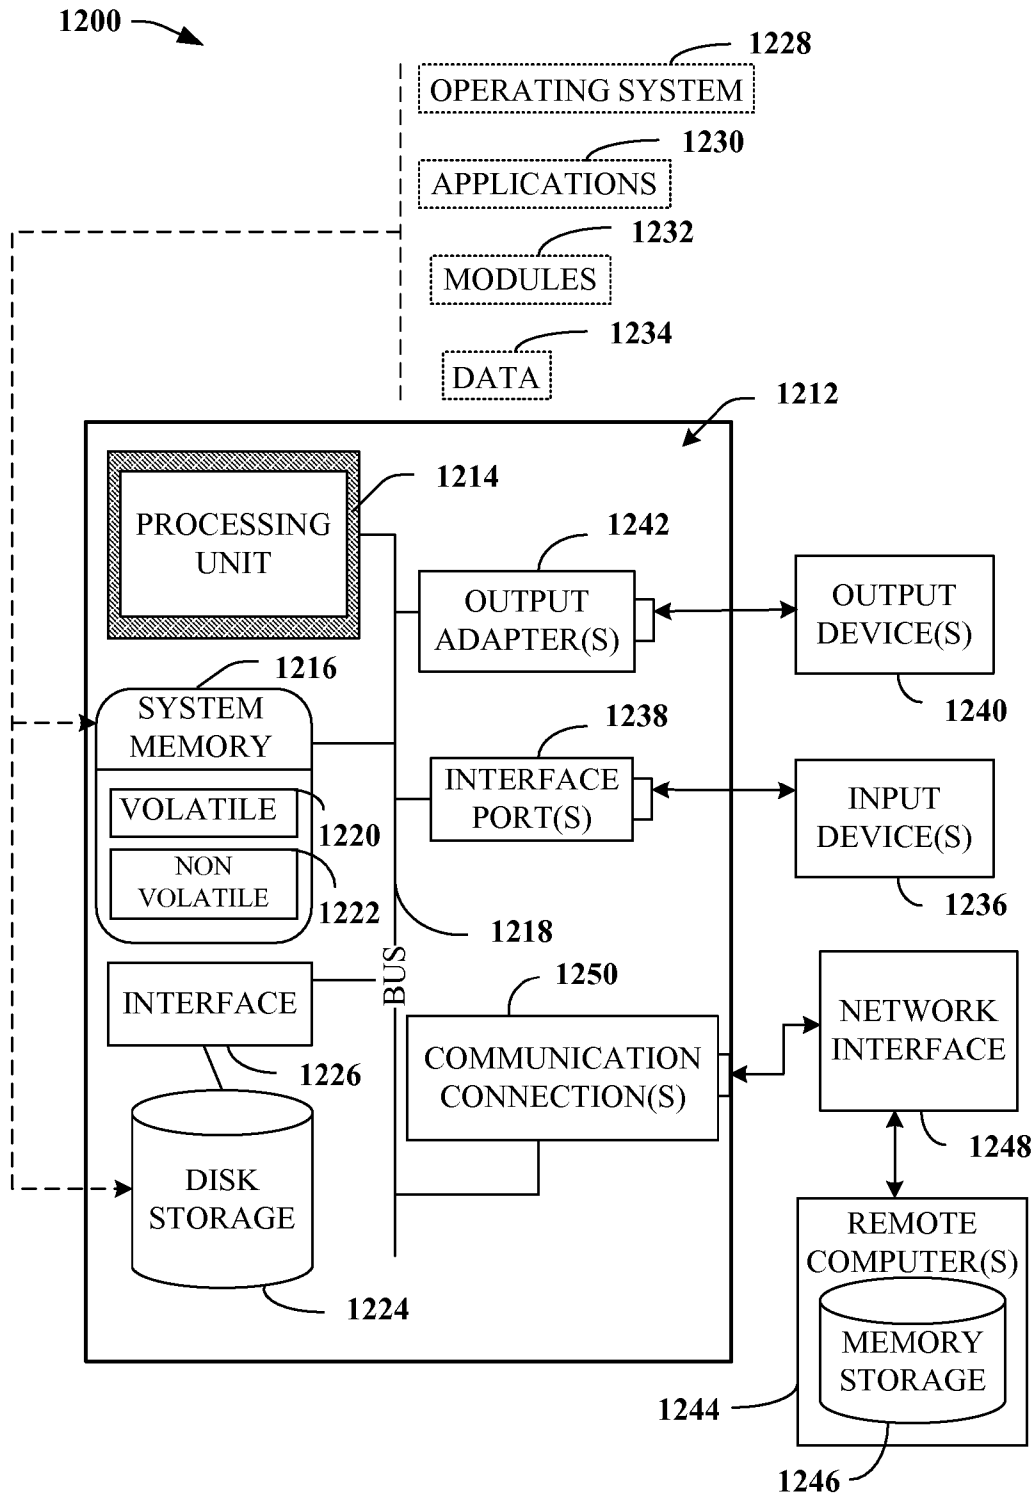 1200
1228
OPERATING SYSTEM
1230
APPLICATIONS
1232
MODULES
1234
DATA
1212
1214
PROCESSING
UNIT
1242
OUTPUT
ADAPTER(S)
OUTPUT
DEVICE(S)
1240
1216
SYSTEM
MEMORY
VOLATILE
1220
NON
VOLATILE
1222
1238
INTERFACE
PORT(S)
INPUT
DEVICE(S)
1236
1218
BUS
INTERFACE
1226
1250
COMMUNICATION
CONNECTION(S)
NETWORK
INTERFACE
1248
DISK
STORAGE
1224
REMOTE
COMPUTER(S)
MEMORY
STORAGE
1244
1246